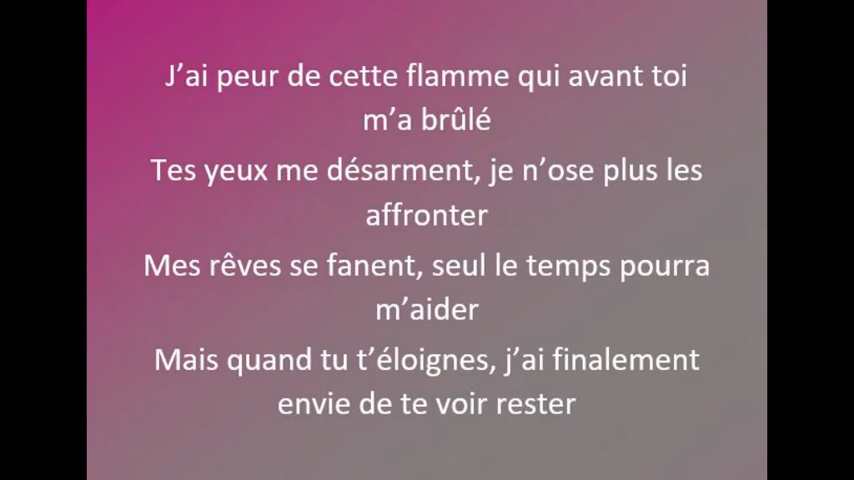 J’ai peur de cette flamme qui avant toi
m’a brûlé
Tes yeux me désarment, je n’ose plus les
affronter
Mes rêves se fanent, seul le temps pourra
m’aider
Mais quand tu t’éloignes, j’ai finalement
envie de te voir rester